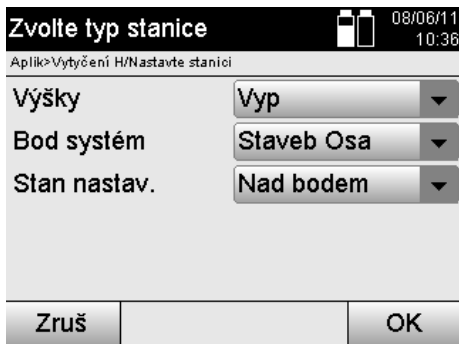 Zvolte typ stanice
08/06/11
10:36
Aplik>Vytyčení H/Nastavte stanici
Výšky Vyp
Bod systém Staveb Osa
Stan nastav. Nad bodem
Zruš OK